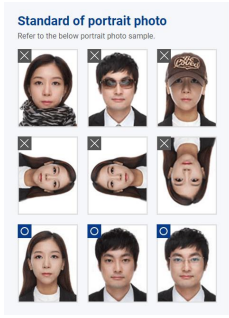 Standard of portrait photo
Refer to the below portrait photo sample.